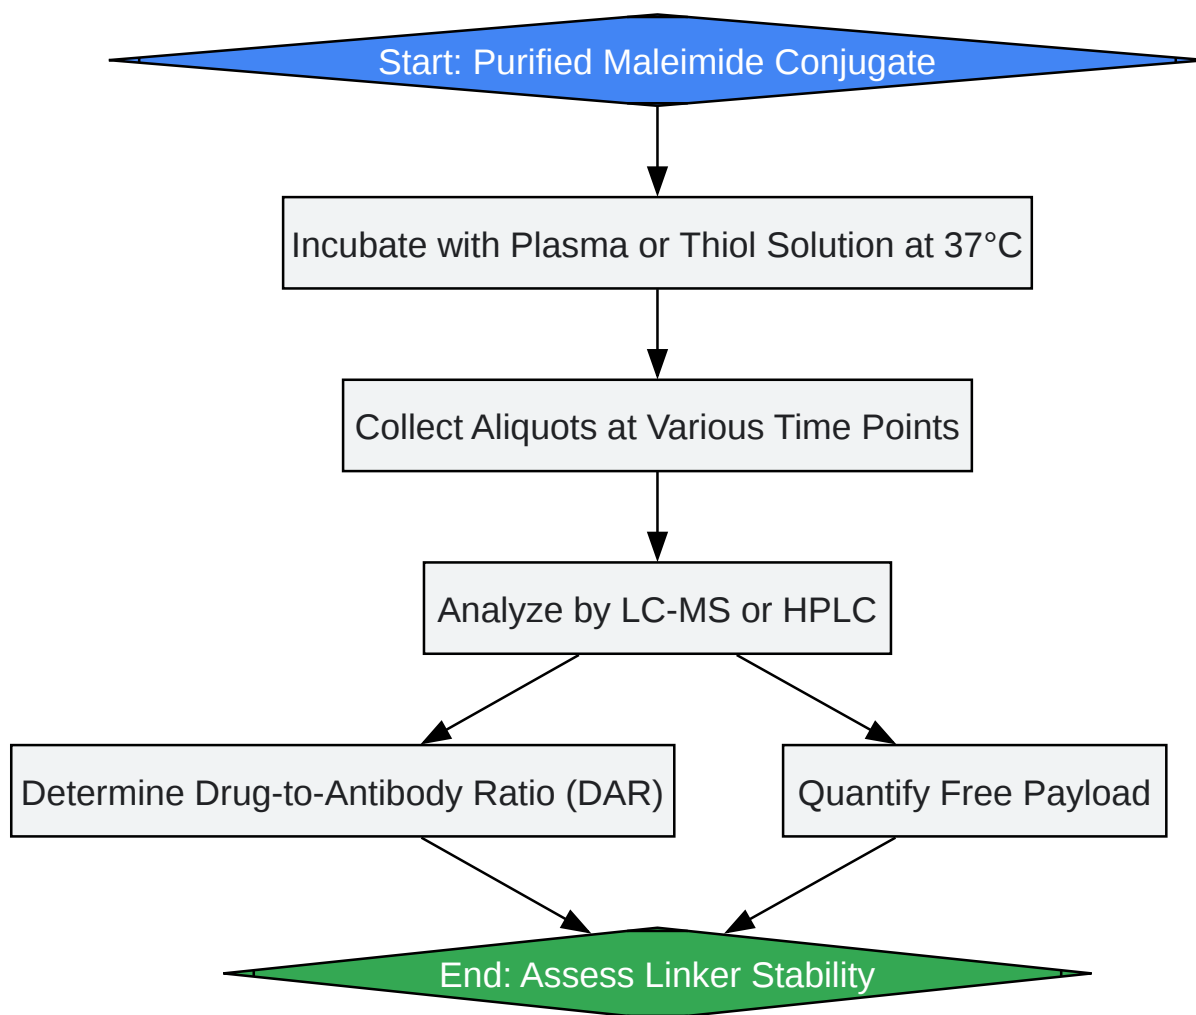 Start: Purified Maleimide Conjugate
Incubate with Plasma or Thiol Solution at 37°C
Collect Aliquots at Various Time Points
Analyze by LC-MS or HPLC
Determine Drug-to-Antibody Ratio (DAR)
Quantify Free Payload
End: Assess Linker Stability